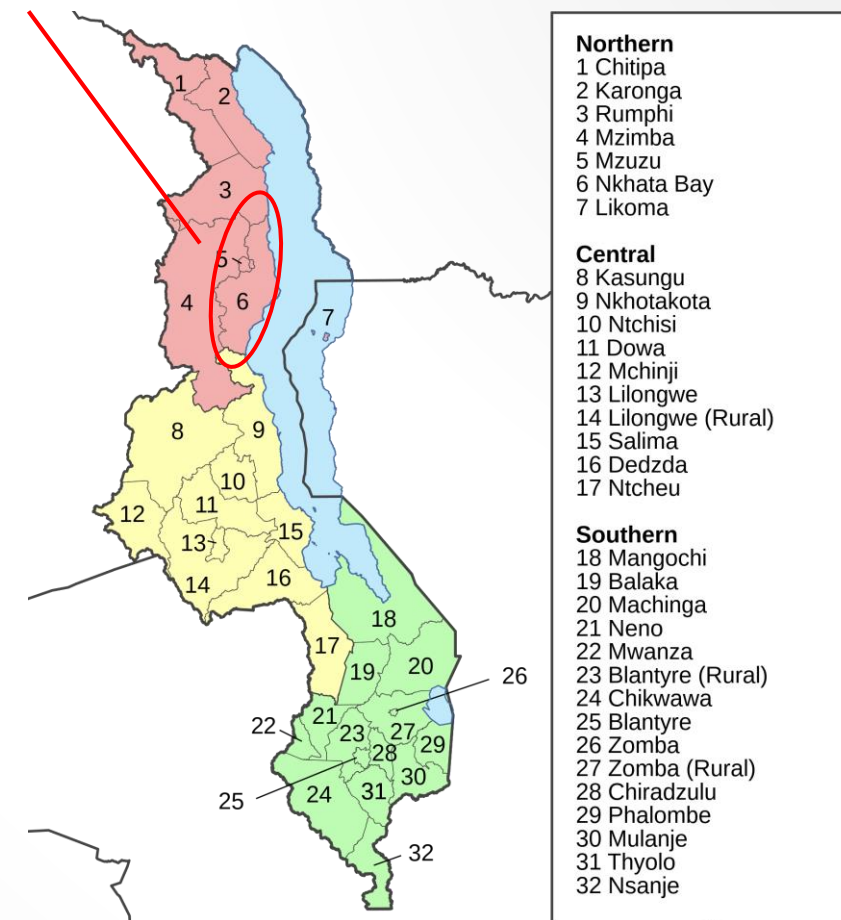 1
2
3
5
4
6
7
8
9
10
11
12
13
15
14
16
18
17
19
20
26
21
22
23
27
28
29
30
25
24
31
32
Northern
1 Chitipa
2 Karonga
3 Rumphi
4 Mzimba
5 Mzuzu
6 Nkhata Bay
7 Likoma
Central
8 Kasungu
9 Nkhotakota
10 Ntchisi
11 Dowa
12 Mchinji
13 Lilongwe
14 Lilongwe (Rural)
15 Salima
16 Dedzda
17 Ntcheu
Southern
18 Mangochi
19 Balaka
20 Machinga
21 Neno
22 Mwanza
23 Blantyre (Rural)
24 Chikwawa
25 Blantyre
26 Zomba
27 Zomba (Rural)
28 Chiradzulu
29 Phalombe
30 Mulanje
31 Thyolo
32 Nsanje